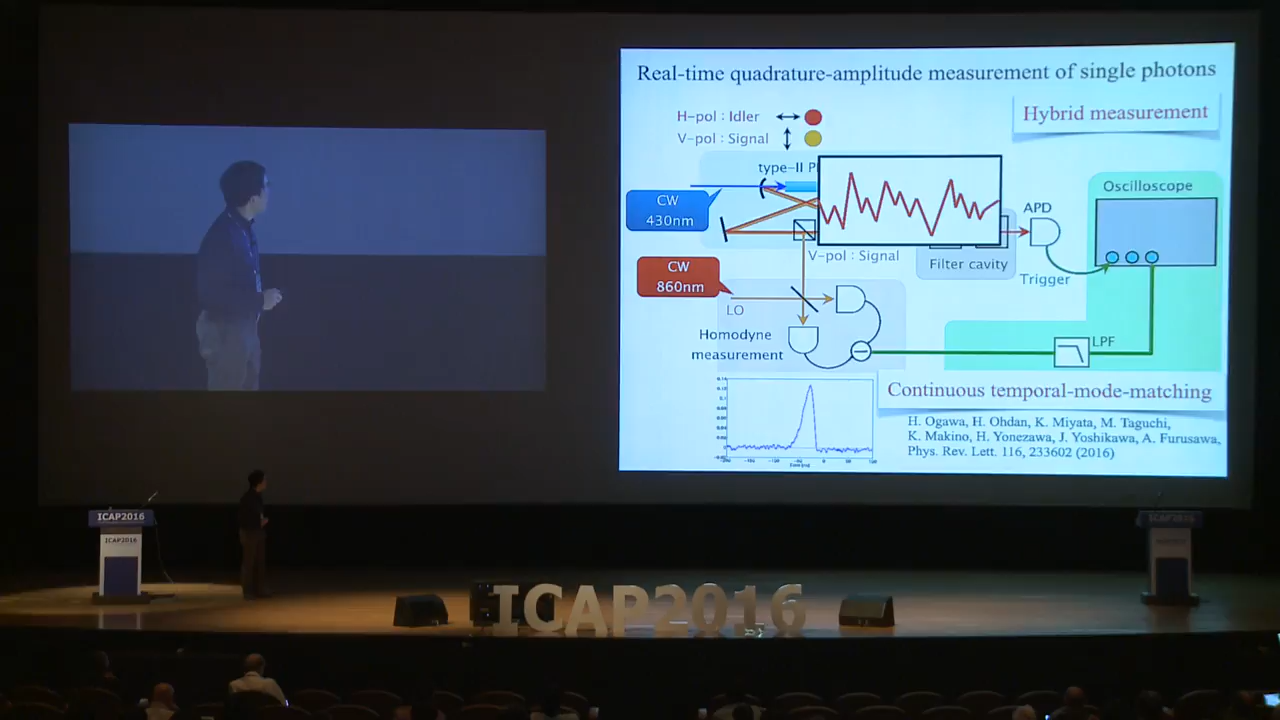 Real-time quadrature-amplitude measurement of single photons
Hybrid measurement
H-pol : Idler
V-pol : Signal
type-II
CW
430nm
V-pol : Signal
CW
860nm
LO
Homodyne
measurement
Filter cavity
APD
Trigger
Oscilloscope
LPF
Continuous temporal-mode-matching
H. Ogawa, H. Ohdan, K. Miyata, M. Taguchi,
K. Makino, H. Yonezawa, J. Yoshikawa, A. Furusawa,
Phys. Rev. Lett. 116, 233602 (2016)
ICAP2016
ICAP2016
ICAP2016
ICAP2016